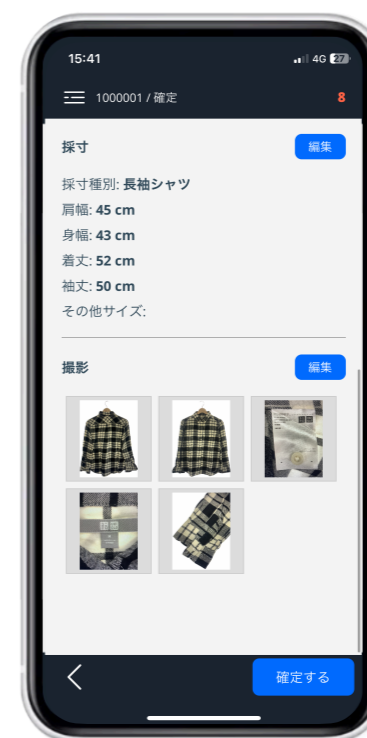 15:41
4G 27
1000001 / 確定
8
採寸
編集
採寸種別: 長袖シャツ
肩幅: 45 cm
身幅: 43 cm
着丈: 52 cm
袖丈: 50 cm
その他サイズ:
撮影
編集
確定する